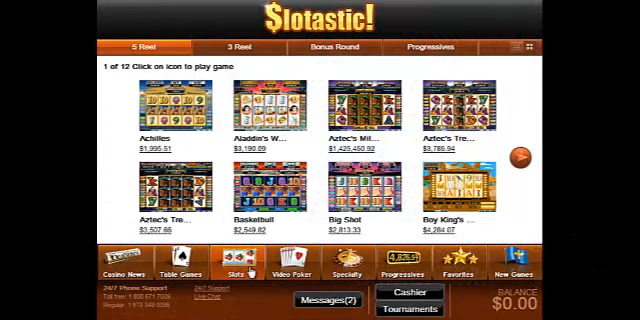 $lotastic!
5 Reel
3 Reel
Bonus Round
Progressives
1 of 12 Click on icon to play game
Achilles
$1,995.51
Aladdin's W...
$3,190.09
Aztec's Mil...
$1,425,450.92
Aztec's Tre...
$3,785.94
Aztec's Tre...
$3,507.66
Basketbull
$2,549.82
Big Shot
$2,813.33
Boy King's ...
$4,284.07
Casino News
Table Games
Slots
Video Poker
Specialty
Progressives
Favorites
New Games
24/7 Phone Support
24/7 Support
Live Chat
Messages(2)
Cashier
Tournaments
BALANCE
$0.00